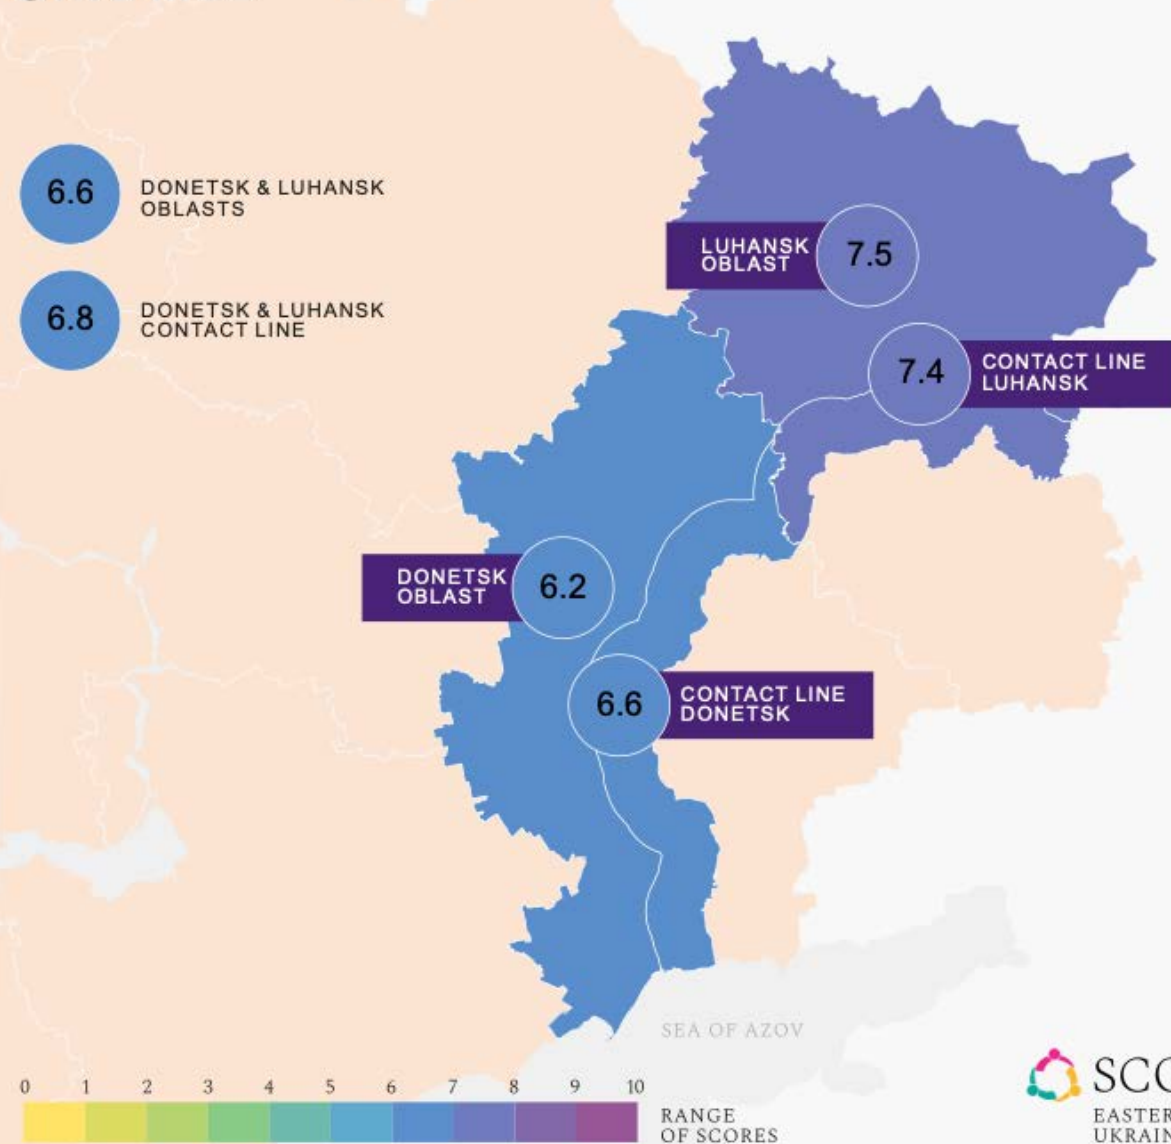 6.6
DONETSK & LUHANSK
OBLASTS
6.8
DONETSK & LUHANSK
CONTACT LINE
LUHANSK
OBLAST
7.5
7.4
CONTACT LINE
LUHANSK
DONETSK
OBLAST
6.2
6.6
CONTACT LINE
DONETSK
SEA OF AZOV
0 1 2 3 4 5 6 7 8 9 10
RANGE
OF SCORES